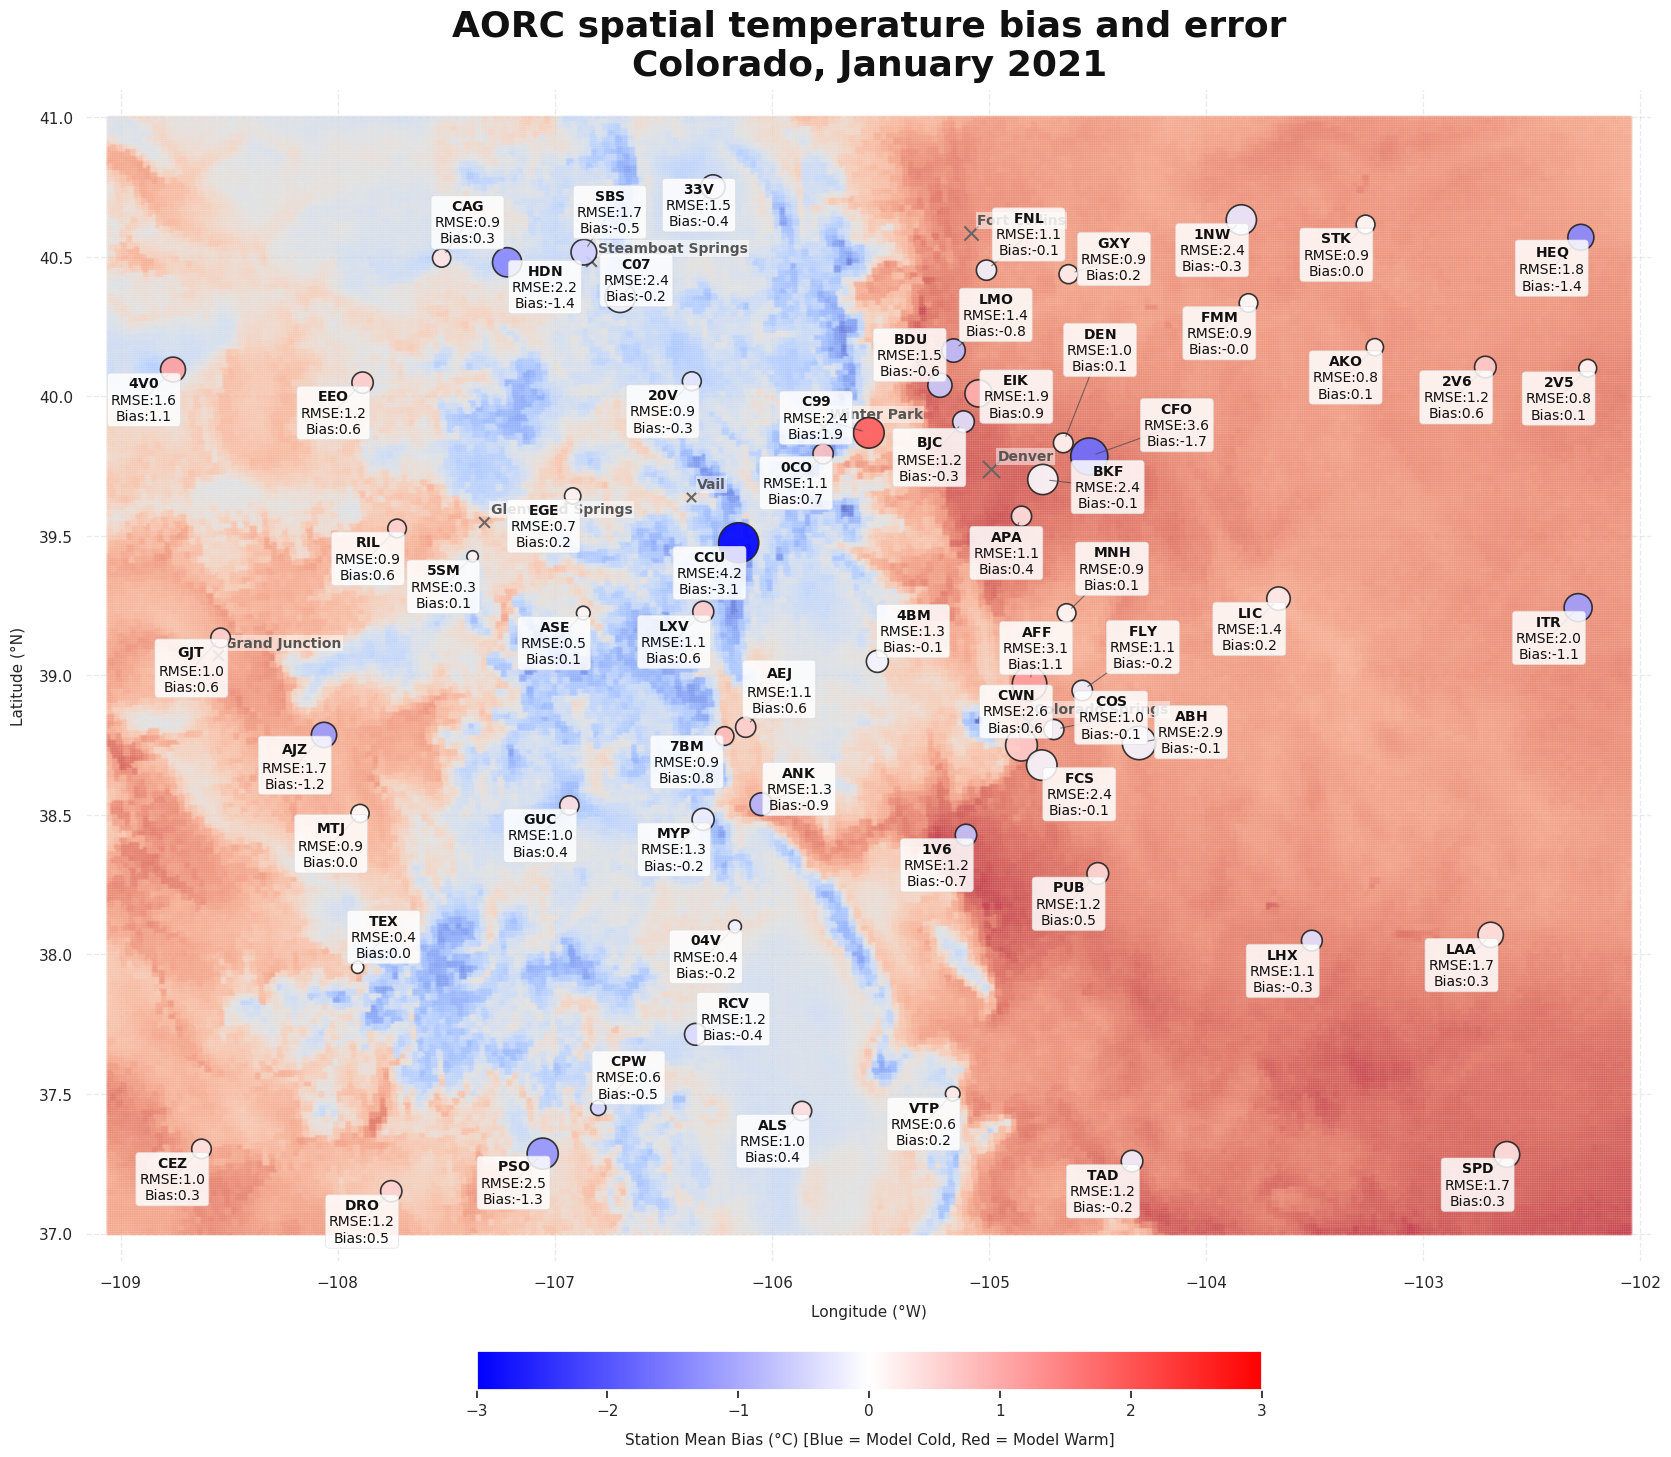 AORC spatial temperature bias and error
Colorado, January 2021
41.0
40.5
40.0
39.5
39.0
38.5
38.0
37.5
37.0
Latitude (°N)
33V
RMSE:1.5
Bias:-0.4
SBS
RMSE:1.7
Bias:-0.5
CAG
RMSE:0.9
Bias:0.3
Steamboat Springs
HDN
RMSE:2.2
Bias:-1.4
C07
RMSE:2.4
Bias:-0.2
FNL
RMSE:1.1
Bias:-0.1
GXY
RMSE:0.9
Bias:0.2
1NW
RMSE:2.4
Bias:-0.3
STK
RMSE:0.9
Bias:0.0
HEQ
RMSE:1.8
Bias:-1.4
LMO
RMSE:1.4
Bias:-0.8
FMM
RMSE:0.9
Bias:-0.0
DEN
RMSE:1.0
Bias:0.1
BDU
RMSE:1.5
Bias:-0.6
4V0
RMSE:1.6
Bias:1.1
EEO
RMSE:1.2
Bias:0.6
20V
RMSE:0.9
Bias:-0.3
C99
RMSE:2.4
Bias:1.9
Winter Park
EIK
RMSE:1.9
Bias:0.9
AKO
RMSE:0.8
Bias:0.1
2V6
RMSE:1.2
Bias:0.6
2V5
RMSE:0.8
Bias:0.1
CFO
RMSE:3.6
Bias:-1.7
BJC
RMSE:1.2
Bias:-0.3
Denver
0CO
RMSE:1.1
Bias:0.7
BKF
RMSE:2.4
Bias:-0.1
Vail
Springs
EGE
RMSE:0.7
Bias:0.2
RIL
RMSE:0.9
Bias:0.6
5SM
RMSE:0.3
Bias:0.1
CCU
RMSE:4.2
Bias:-3.1
APA
RMSE:1.1
Bias:0.4
MNH
RMSE:0.9
Bias:0.1
4BM
RMSE:1.3
Bias:-0.1
ASE
RMSE:0.5
Bias:0.1
LXV
RMSE:1.1
Bias:0.6
AFF
RMSE:3.1
Bias:1.1
FLY
RMSE:1.1
Bias:-0.2
LIC
RMSE:1.4
Bias:0.2
ITR
RMSE:2.0
Bias:-1.1
Grand Junction
GJT
RMSE:1.0
Bias:0.6
AEJ
RMSE:1.1
Bias:0.6
CWN
RMSE:2.6
Bias:0.6
COS
RMSE:1.0
Bias:-0.1
ABH
RMSE:2.9
Bias:-0.1
AJZ
RMSE:1.7
Bias:-1.2
7BM
RMSE:0.9
Bias:0.8
ANK
RMSE:1.3
Bias:-0.9
FCS
RMSE:2.4
Bias:-0.1
MTJ
RMSE:0.9
Bias:0.0
GUC
RMSE:1.0
Bias:0.4
MYP
RMSE:1.3
Bias:-0.2
1V6
RMSE:1.2
Bias:-0.7
PUB
RMSE:1.2
Bias:0.5
TEX
RMSE:0.4
Bias:0.0
04V
RMSE:0.4
Bias:-0.2
LHX
RMSE:1.1
Bias:-0.3
LAA
RMSE:1.7
Bias:0.3
RCV
RMSE:1.2
Bias:-0.4
CPW
RMSE:0.6
Bias:-0.5
VTP
RMSE:0.6
Bias:0.2
ALS
RMSE:1.0
Bias:0.4
CEZ
RMSE:1.0
Bias:0.3
PSO
RMSE:2.5
Bias:-1.3
DRO
RMSE:1.2
Bias:0.5
TAD
RMSE:1.2
Bias:-0.2
SPD
RMSE:1.7
Bias:0.3
−109
−108
−107
−106
−105
−104
−103
−102
Longitude (°W)
−3
−2
−1
0
1
2
3
Station Mean Bias (°C) [Blue = Model Cold, Red = Model Warm]